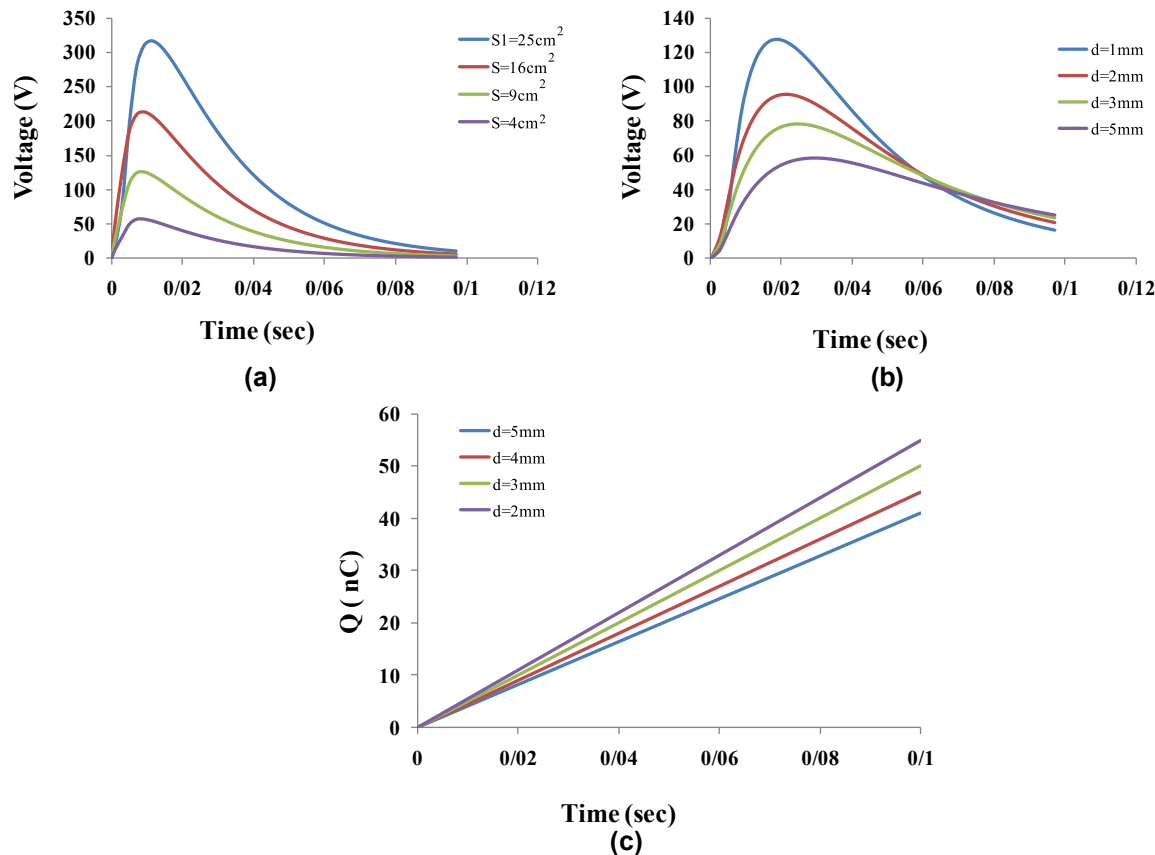 350
300
250
200
150
100
50
0
Voltage (V)
0 0/02 0/04 0/06 0/08 0/1 0/12
Time (sec)
S1=25cm²
S=16cm²
S=9cm²
S=4cm²
(a)
140
120
100
80
60
40
20
0
Voltage (V)
0 0/02 0/04 0/06 0/08 0/1 0/12
Time (sec)
d=1mm
d=2mm
d=3mm
d=5mm
(b)
60
50
40
30
20
10
0
Q ( nC)
d=5mm
d=4mm
d=3mm
d=2mm
0 0/02 0/04 0/06 0/08 0/1
Time (sec)
(c)